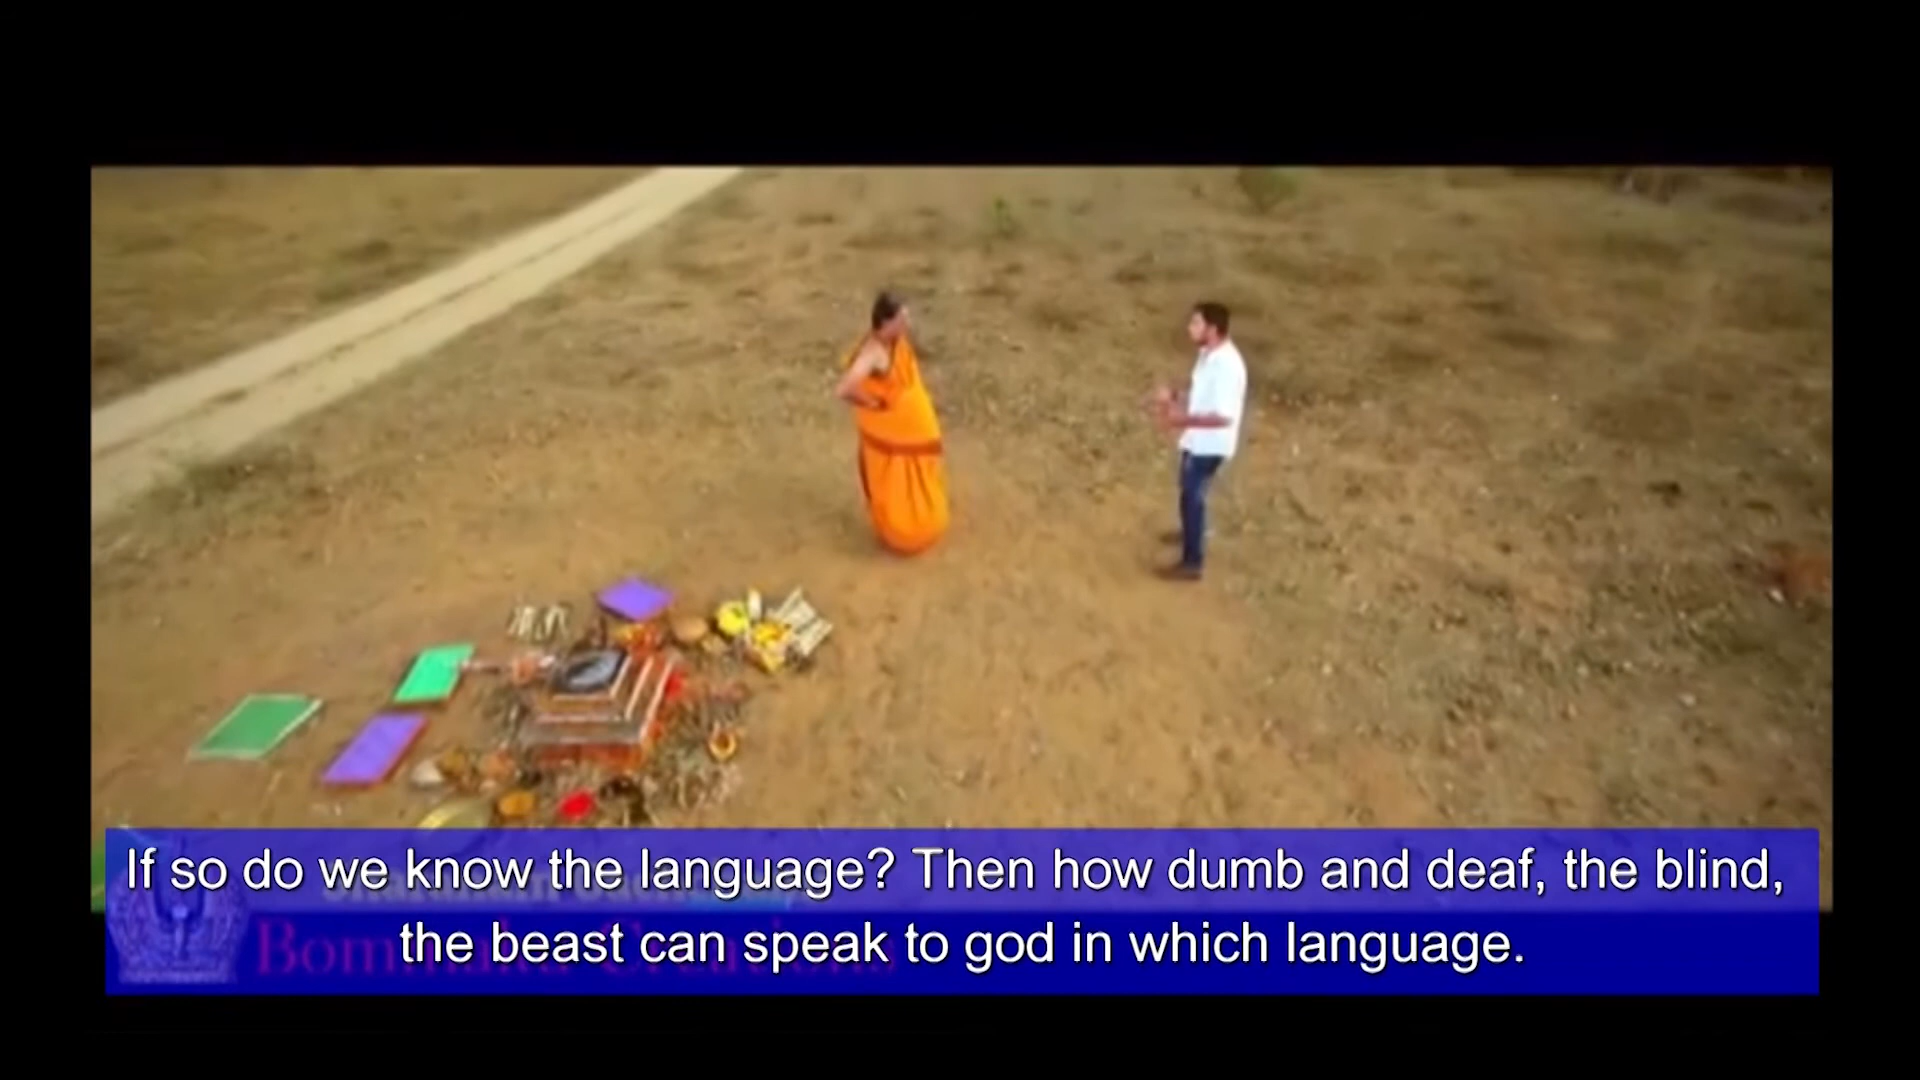 If so do we know the language? Then how dumb and deaf, the blind,
the beast can speak to god in which language.